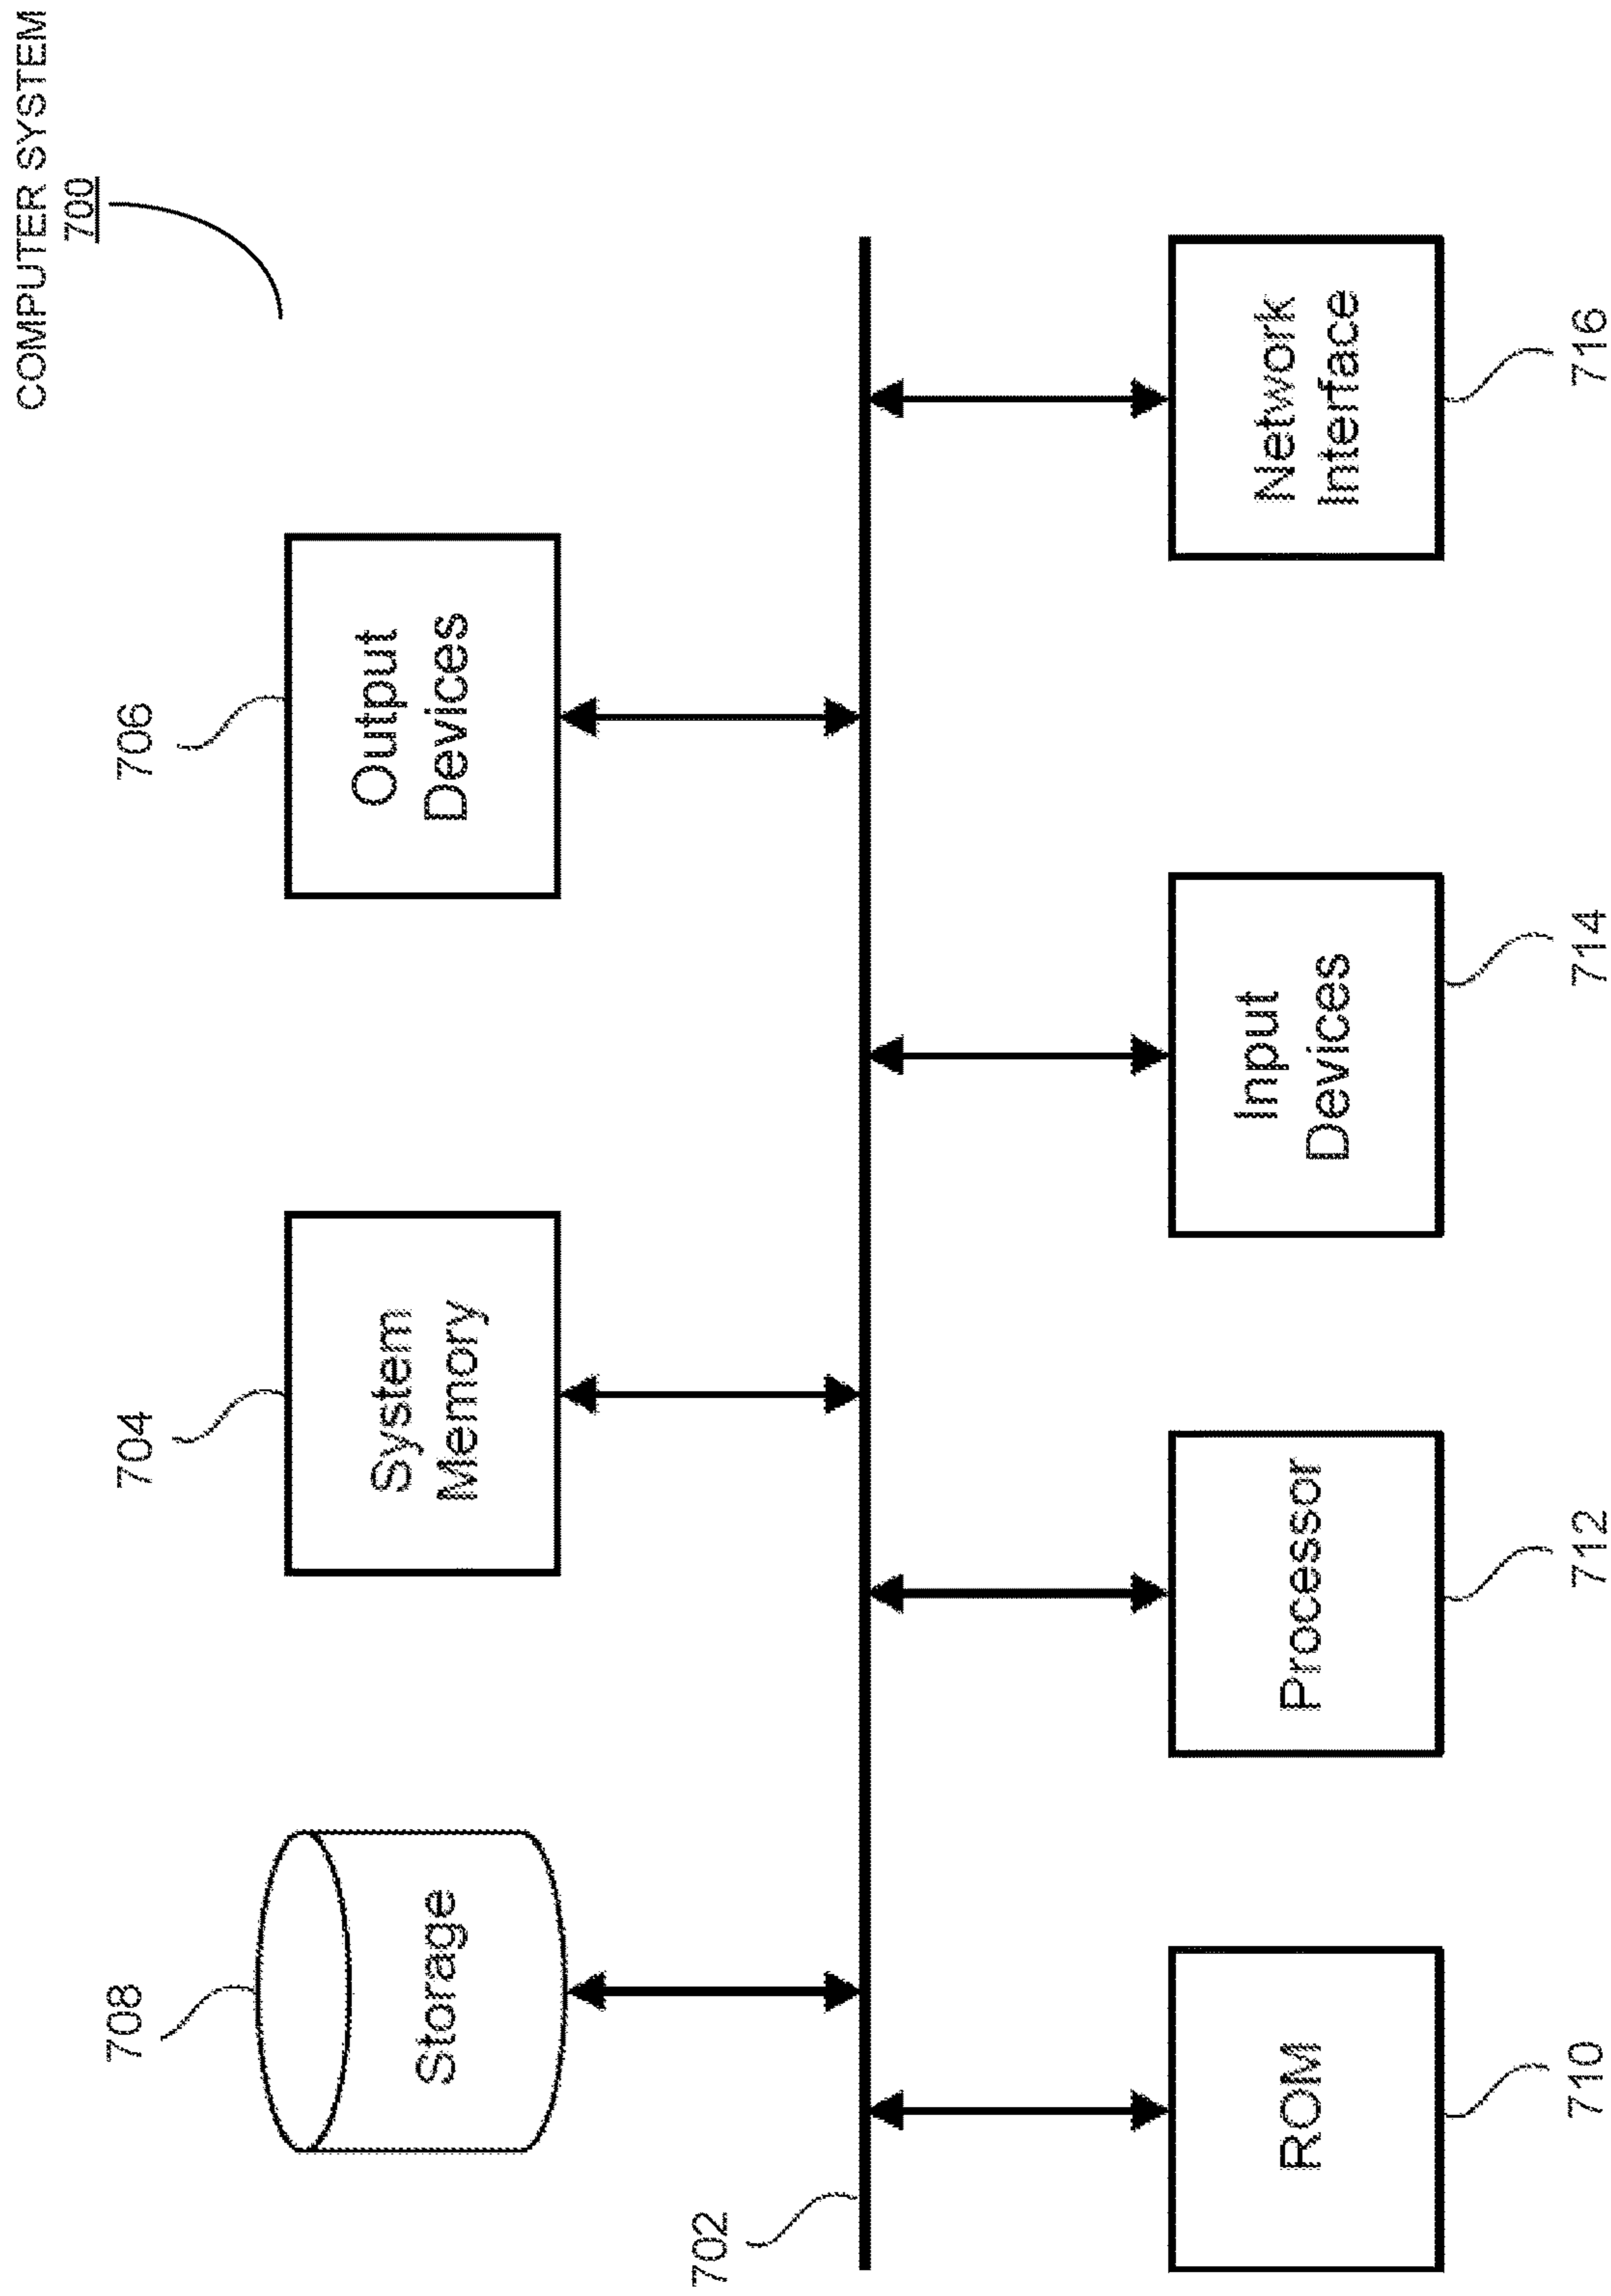 COMPUTER SYSTEM
700
708
704
706
Storage
System
Memory
Output
Devices
702
ROM
Processor
Input
Devices
Network
Interface
710
712
714
716